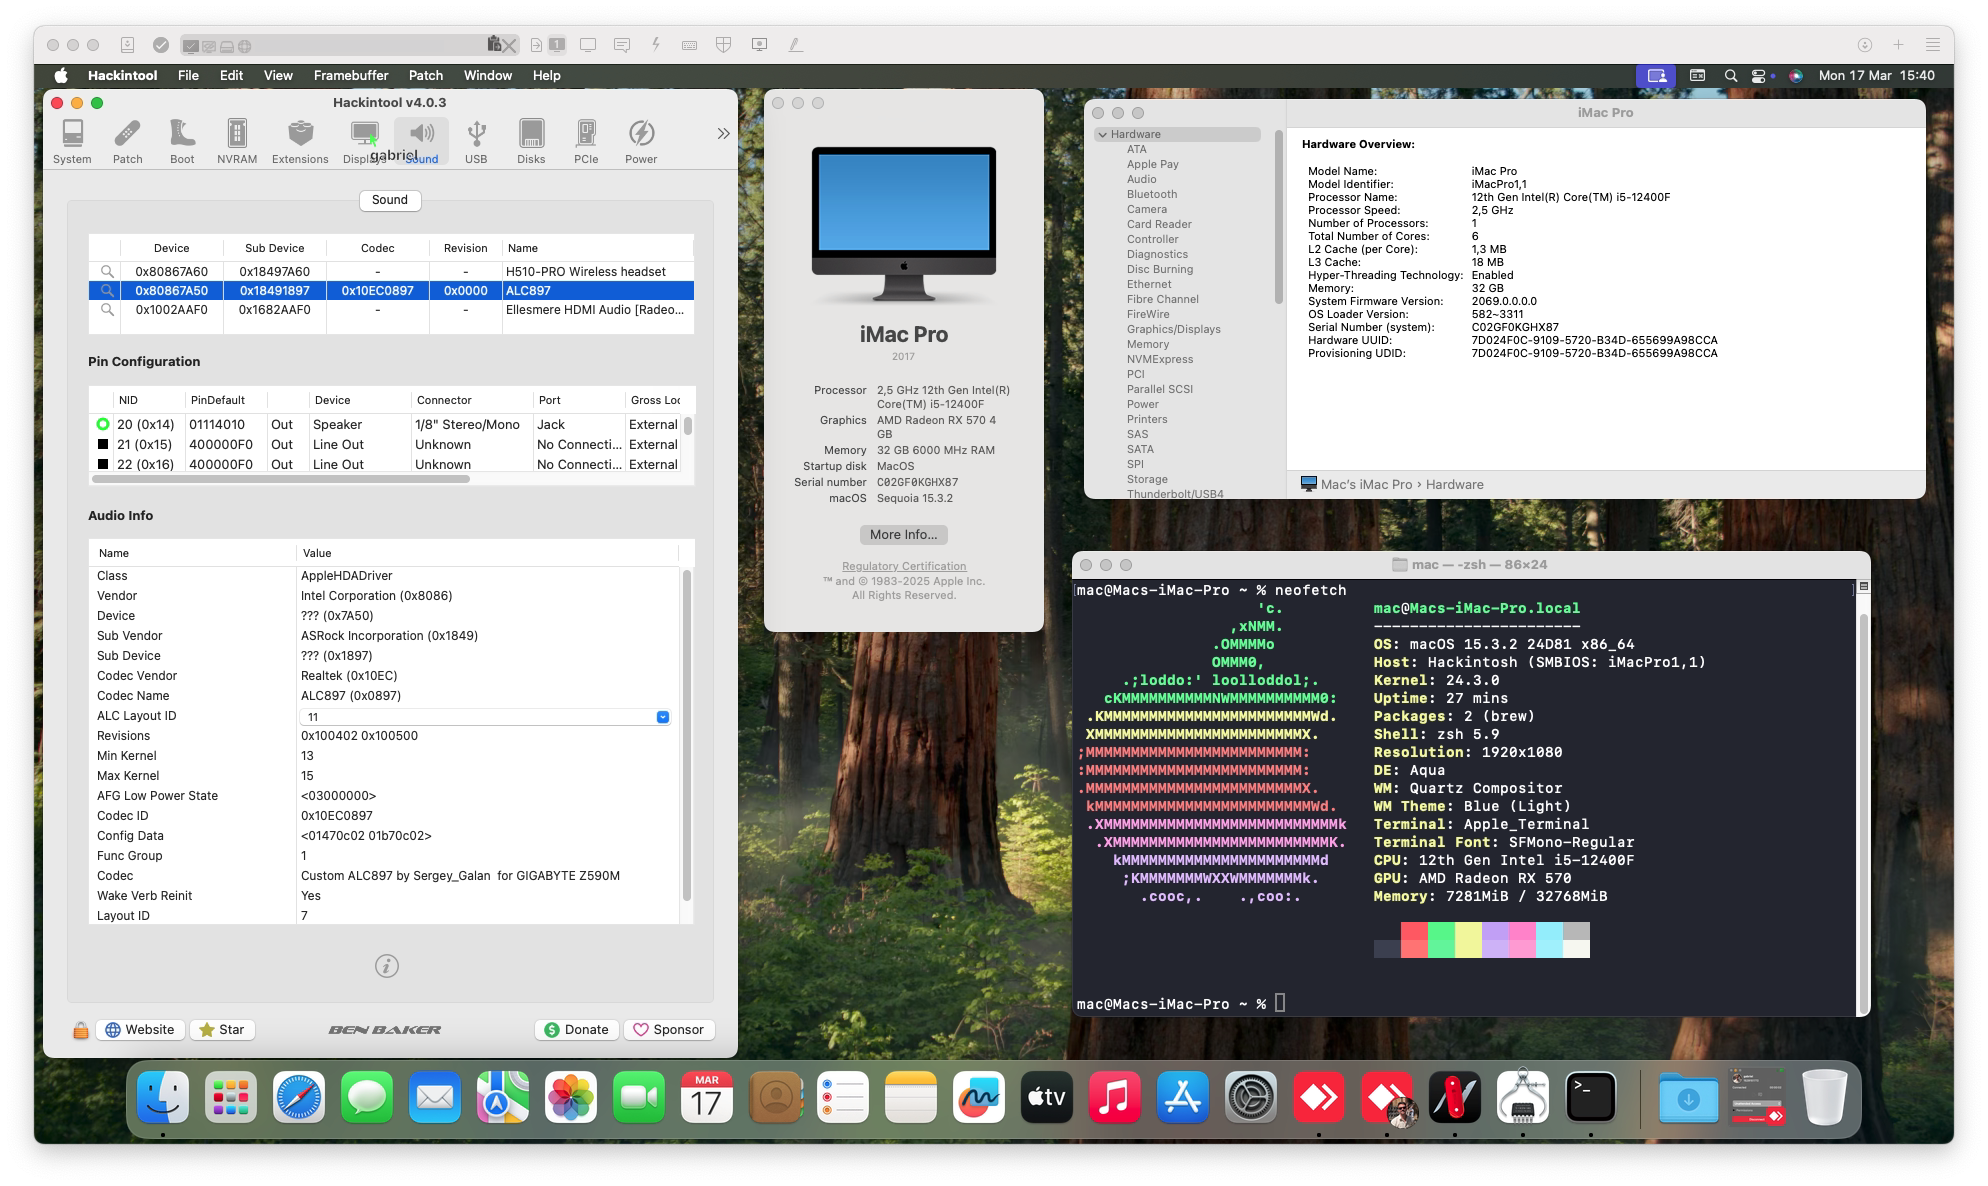 1
Hackintool File Edit View Framebuffer Patch Window Help
Mon 17 Mar 15:40
Hackintool v4.0.3
System Patch Boot NVRAM Extensions Displays Sound USB Disks PCIe Power
gabriel
Sound
Device Sub Device Codec Revision Name
0x80867A60 0x18497A60 - - H510-PRO Wireless headset
0x80867A50 0x18491897 0x10EC0897 0x0000 ALC897
0x1002AAF0 0x1682AAF0 - - Ellesmere HDMI Audio [Radeo...
Pin Configuration
NID PinDefault Device Connector Port Gross Loc
20 (0x14) 01114010 Out Speaker 1/8" Stereo/Mono Jack External
21 (0x15) 400000F0 Out Line Out Unknown No Connecti... External
22 (0x16) 400000F0 Out Line Out Unknown No Connecti... External
Audio Info
Name Value
Class AppleHDADriver
Vendor Intel Corporation (0x8086)
Device ??? (0x7A50)
Sub Vendor ASRock Incorporation (0x1849)
Sub Device ??? (0x1897)
Codec Vendor Realtek (0x10EC)
Codec Name ALC897 (0x0897)
ALC Layout ID 11
Revisions 0x100402 0x100500
Min Kernel 13
Max Kernel 15
AFG Low Power State <03000000>
Codec ID 0x10EC0897
Config Data <01470c02 01b70c02>
Func Group 1
Codec Custom ALC897 by Sergey_Galan for GIGABYTE Z590M
Wake Verb Reinit Yes
Layout ID 7
Website Star BEN BAKER Donate Sponsor
iMac Pro
2017
Processor 2,5 GHz 12th Gen Intel(R)
Core(TM) i5-12400F
Graphics AMD Radeon RX 570 4
GB
Memory 32 GB 6000 MHz RAM
Startup disk MacOS
Serial number C02GF0KGHX87
macOS Sequoia 15.3.2
More Info...
Regulatory Certification
™ and © 1983-2025 Apple Inc.
All Rights Reserved.
iMac Pro
Hardware
ATA
Apple Pay
Audio
Bluetooth
Camera
Card Reader
Controller
Diagnostics
Disc Burning
Ethernet
Fibre Channel
FireWire
Graphics/Displays
Memory
NVMExpress
PCI
Parallel SCSI
Power
Printers
SAS
SATA
SPI
Storage
Thunderbolt/USB4
Hardware Overview:
Model Name: iMac Pro
Model Identifier: iMacPro1,1
Processor Name: 12th Gen Intel(R) Core(TM) i5-12400F
Processor Speed: 2,5 GHz
Number of Processors: 1
Total Number of Cores: 6
L2 Cache (per Core): 1,3 MB
L3 Cache: 18 MB
Hyper-Threading Technology: Enabled
Memory: 32 GB
System Firmware Version: 2069.0.0.0.0
OS Loader Version: 582~3311
Serial Number (system): C02GF0KGHX87
Hardware UUID: 7D024F0C-9109-5720-B34D-655699A98CCA
Provisioning UDID: 7D024F0C-9109-5720-B34D-655699A98CCA
Mac's iMac Pro › Hardware
mac — -zsh — 86×24
mac@Macs-iMac-Pro ~ % neofetch
'c. mac@Macs-iMac-Pro.local
,xNMM. -----------------------
.OMMMMo OS: macOS 15.3.2 24D81 x86_64
OMMM0, Host: Hackintosh (SMBIOS: iMacPro1,1)
.;loddo:' loolloddol;. Kernel: 24.3.0
cKMMMMMMMMMMNWMMMMMMMMMM0: Uptime: 27 mins
.KMMMMMMMMMMMMMMMMMMMMMMMWd. Packages: 2 (brew)
XMMMMMMMMMMMMMMMMMMMMMMMX. Shell: zsh 5.9
;MMMMMMMMMMMMMMMMMMMMMMMM: Resolution: 1920x1080
:MMMMMMMMMMMMMMMMMMMMMMMM: DE: Aqua
.MMMMMMMMMMMMMMMMMMMMMMMMX. WM: Quartz Compositor
kMMMMMMMMMMMMMMMMMMMMMMMMWd. WM Theme: Blue (Light)
.XMMMMMMMMMMMMMMMMMMMMMMMMMMk Terminal: Apple_Terminal
.XMMMMMMMMMMMMMMMMMMMMMMMMK. Terminal Font: SFMono-Regular
kMMMMMMMMMMMMMMMMMMMMMMd CPU: 12th Gen Intel i5-12400F
;KMMMMMMMWXXWMMMMMMMk. GPU: AMD Radeon RX 570
.cooc,. .,coo:. Memory: 7281MiB / 32768MiB
mac@Macs-iMac-Pro ~ %
MAR
17
tv
>_